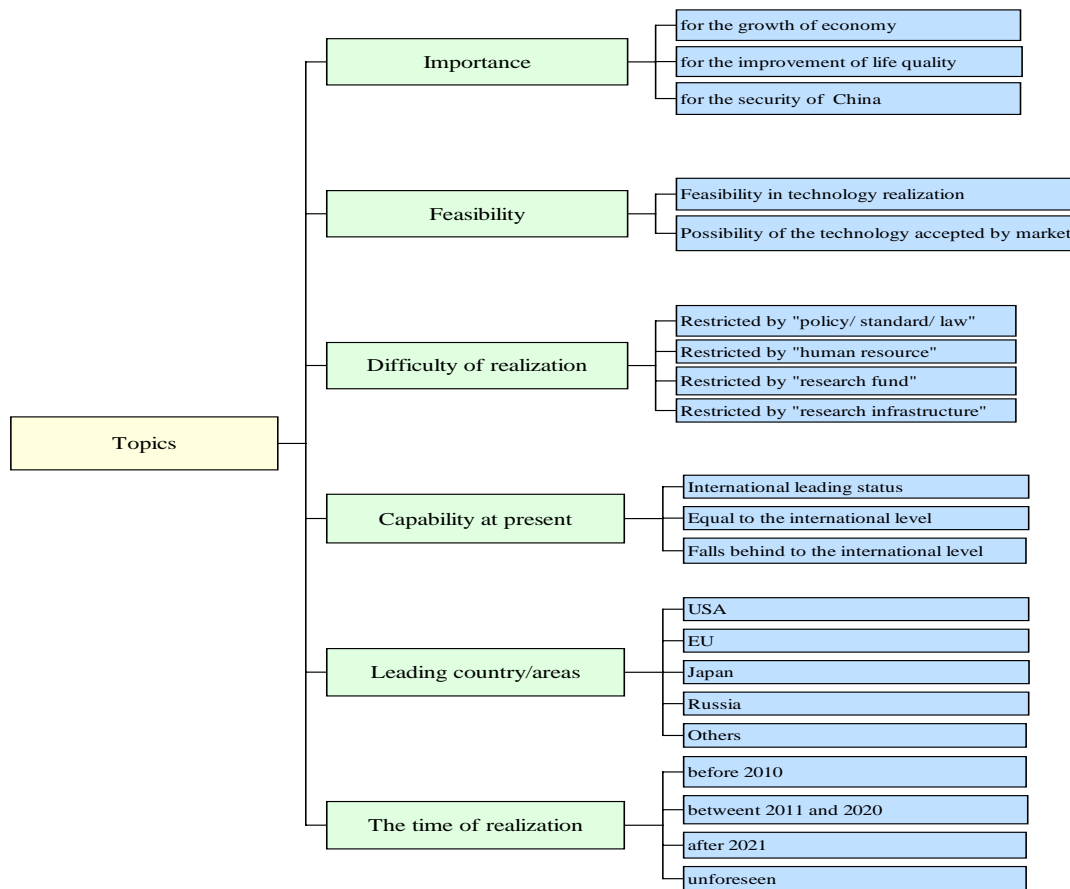 Topics
Importance
for the growth of economy
for the improvement of life quality
for the security of  China
Feasibility
Feasibility in technology realization
Possibility of the technology accepted by market
Difficulty of realization
Restricted by "policy/ standard/ law"
Restricted by "human resource"
Restricted by "research fund"
Restricted by "research infrastructure"
Capability at present
International leading status
Equal to the international level
Falls behind to the international level
Leading country/areas
USA
EU
Japan
Russia
Others
The time of realization
before 2010
betweent 2011 and 2020
after 2021
unforeseen